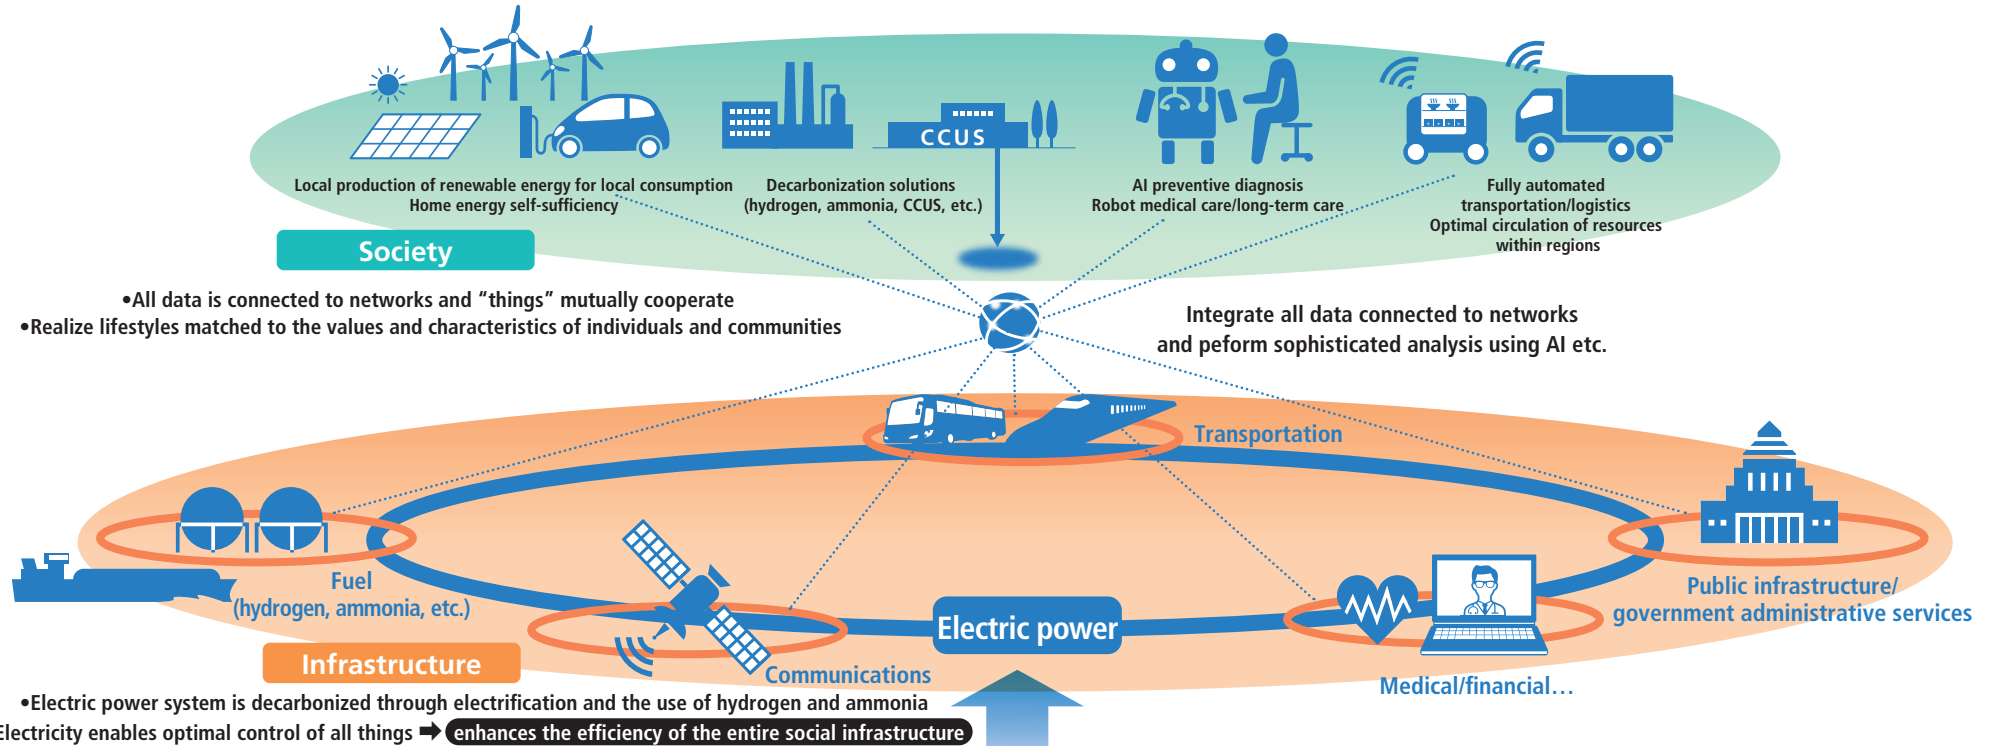 CCUS
Local production of renewable energy for local consumption
Home energy self-sufficiency
Decarbonization solutions
(hydrogen, ammonia, CCUS, etc.)
AI preventive diagnosis
Robot medical care/long-term care
Fully automated
transportation/logistics
Optimal circulation of resources
within regions
Society
•All data is connected to networks and “things” mutually cooperate
•Realize lifestyles matched to the values and characteristics of individuals and communities
Integrate all data connected to networks
and peform sophisticated analysis using AI etc.
Transportation
Fuel
(hydrogen, ammonia, etc.)
Public infrastructure/
government administrative services
Electric power
Communications
Medical/financial…
Infrastructure
•Electric power system is decarbonized through electrification and the use of hydrogen and ammonia
Electricity enables optimal control of all things ➡ enhances the efficiency of the entire social infrastructure